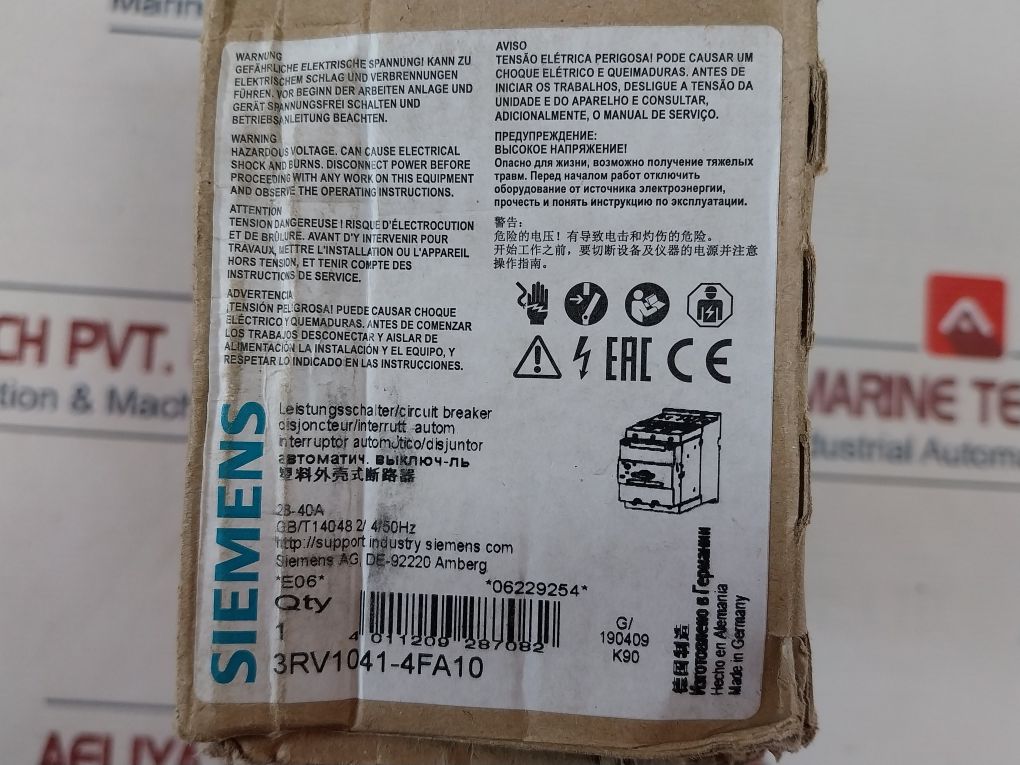 WARNUNG
GEFÄHRLICHE ELEKTRISCHE SPANNUNG! KANN ZU
ELEKTRISCHEM SCHLAG UND VERBRENNUNGEN
FÜHREN. VOR BEGINN DER ARBEITEN ANLAGE UND
GERÄT SPANNUNGSFREI SCHALTEN UND
BETRIEBSANLEITUNG BEACHTEN.
WARNING
HAZARDOUS VOLTAGE. CAN CAUSE ELECTRICAL
SHOCK AND BURNS. DISCONNECT POWER BEFORE
PROCEEDING WITH ANY WORK ON THIS EQUIPMENT
AND OBSERVE THE OPERATING INSTRUCTIONS.
ATTENTION
TENSION DANGEREUSE ! RISQUE D'ÉLECTROCUTION
ET DE BRÛLURE. AVANT D'Y INTERVENIR POUR
TRAVAUX, METTRE L'INSTALLATION OU L'APPAREIL
HORS TENSION, ET TENIR COMPTE DES
INSTRUCTIONS DE SERVICE.
ADVERTENCIA
¡TENSIÓN PELIGROSA! PUEDE CAUSAR CHOQUE
ELÉCTRICO Y QUEMADURAS. ANTES DE COMENZAR
LOS TRABAJOS DESCONECTAR Y AISLAR DE
ALIMENTACIÓN LA INSTALACIÓN Y EL EQUIPO, Y
RESPETAR LO INDICADO EN LAS INSTRUCCIONES.
AVISO
TENSÃO ELÉTRICA PERIGOSA! PODE CAUSAR UM
CHOQUE ELÉTRICO E QUEIMADURAS. ANTES DE
INICIAR OS TRABALHOS, DESLIGUE A TENSÃO DA
UNIDADE E DO APARELHO E CONSULTAR,
ADICIONALMENTE, O MANUAL DE SERVIÇO.
ПРЕДУПРЕЖДЕНИЕ:
ВЫСОКОЕ НАПРЯЖЕНИЕ!
Опасно для жизни, возможно получение тяжелых
травм. Перед началом работ отключить
оборудование от источника электроэнергии,
прочесть и понять инструкцию по эксплуатации.
警告:
危险的电压！有导致电击和灼伤的危险。
开始工作之前，要切断设备及仪器的电源并注意
操作指南。
EAC CE
SIEMENS
Leistungsschalter/circuit breaker
disjoncteur/interrutt. autom
interruptor automático/disjuntor
автоматич. выключ-ль
塑料外壳式断路器
28-40A
GB/T14048.2/ 4/50Hz
http://support industry siemens com
Siemens AG, DE-92220 Amberg
*E06*
*06229254*
Qty
1
4 011209 287082
3RV1041-4FA10
G/
190409
K90
德国制造
Изготовлено в Германии
Hecho en Alemania
Made in Germany
Marin
CH PVT.
tion & Mach
MARINE TE
strial Automa
AELIYA